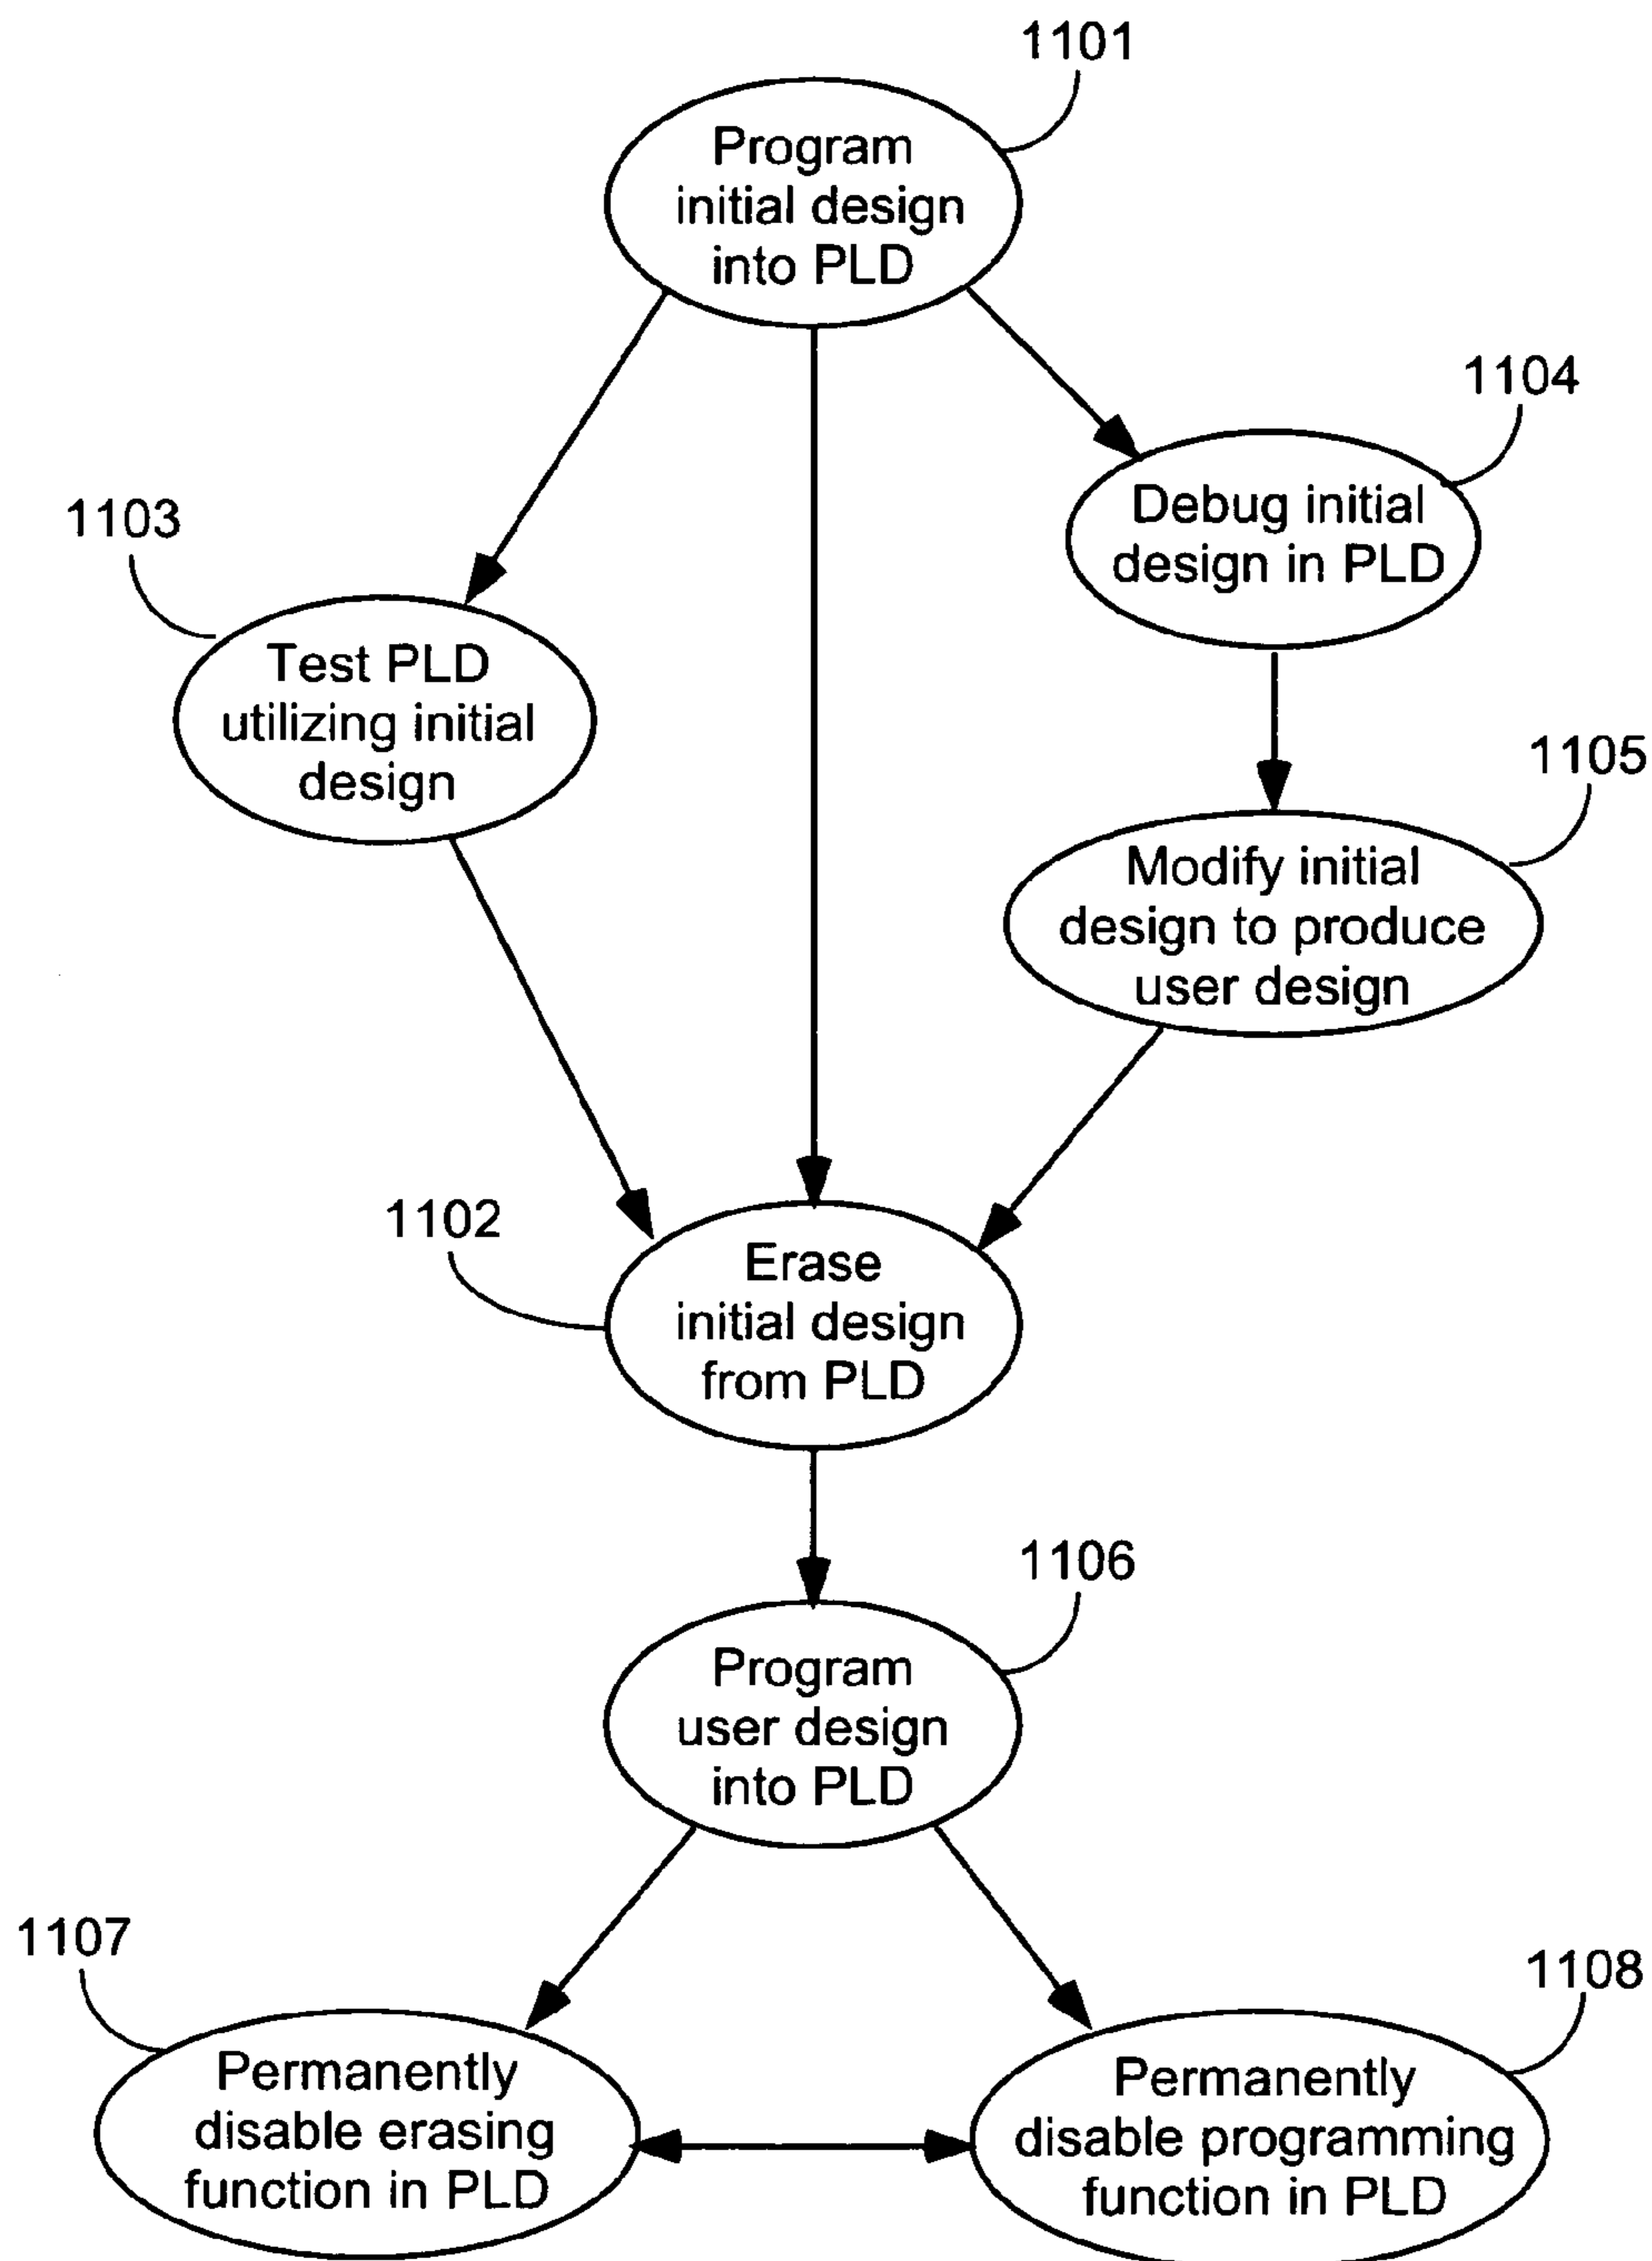 1101
Program
initial design
into PLD
1104
Debug initial
design in PLD
1103
Test PLD
utilizing initial
design
1105
Modify initial
design to produce
user design
1102
Erase
initial design
from PLD
1106
Program
user design
into PLD
1107
Permanently
disable erasing
function in PLD
1108
Permanently
disable programming
function in PLD